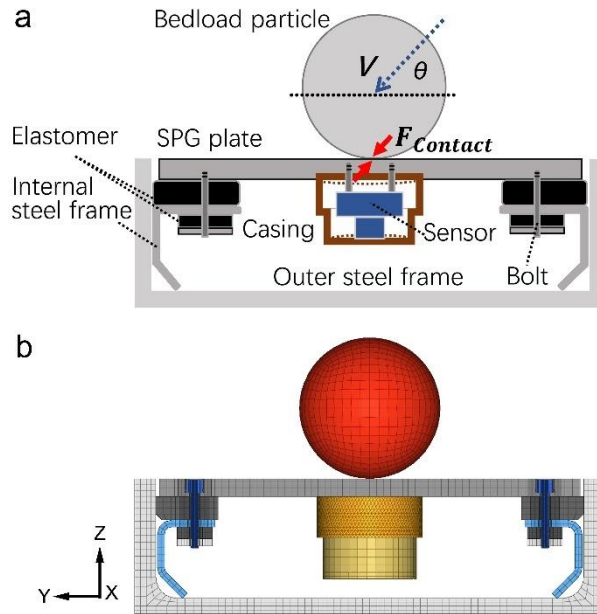 a
Bedload particle
V
θ
Elastomer
SPG plate
F_Contact
Internal
steel frame
Casing
Sensor
Outer steel frame
Bolt
b
Z
Y
X